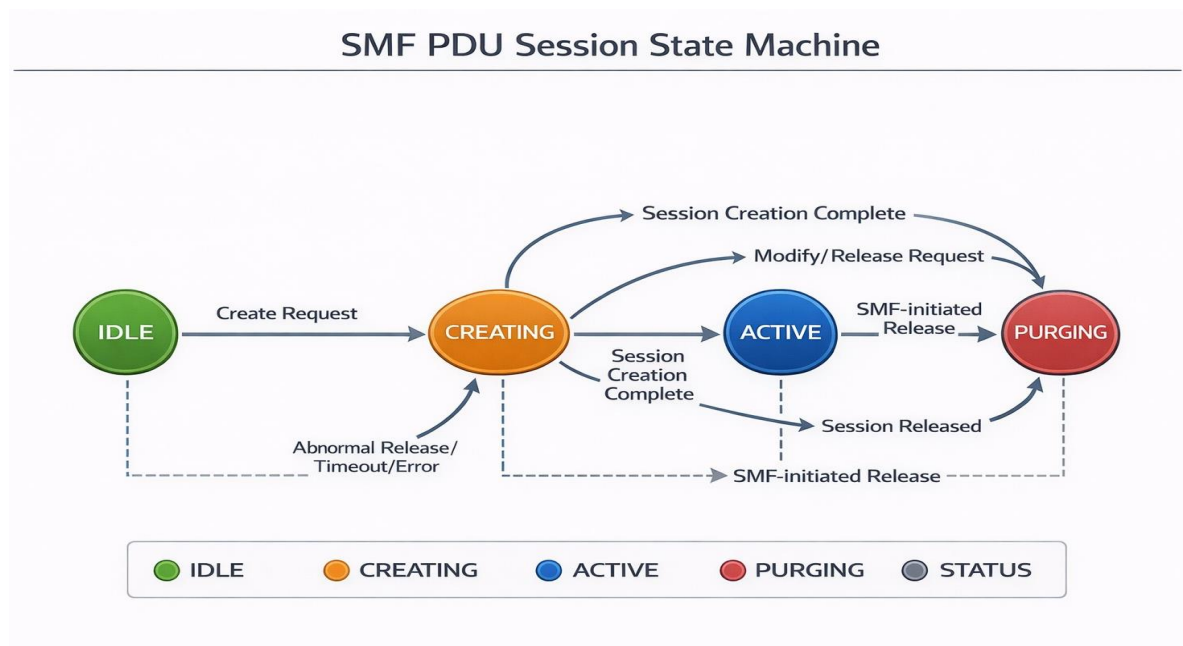 SMF PDU Session State Machine
Session Creation Complete
Modify/Release Request
IDLE
Create Request
CREATING
ACTIVE
SMF-initiated
Release
PURGING
Session
Creation
Complete
Session Released
Abnormal Release/
Timeout/Error
SMF-initiated Release
IDLE
CREATING
ACTIVE
PURGING
STATUS